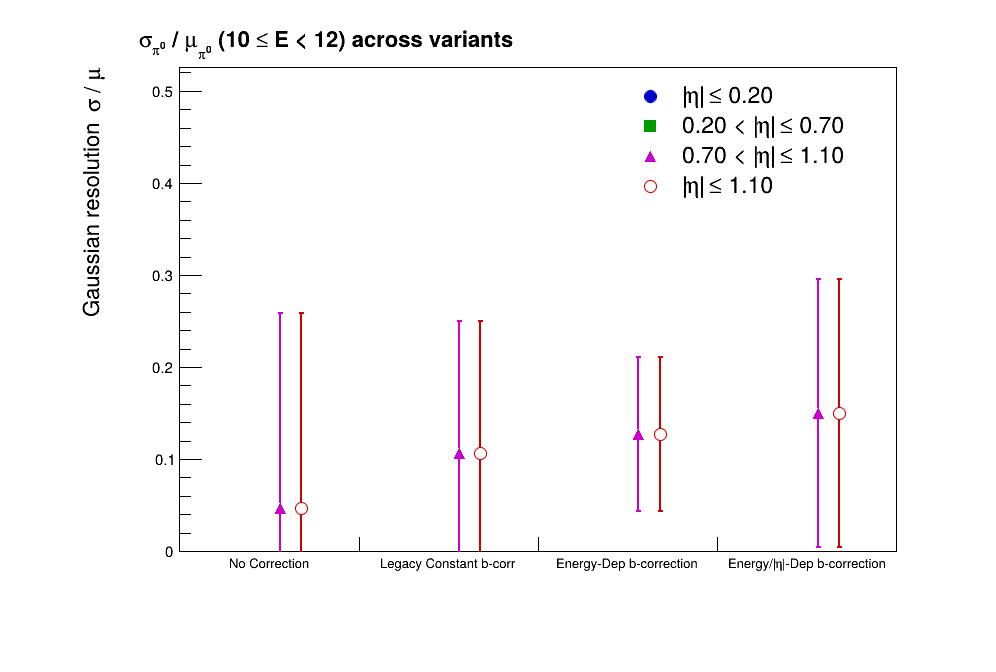 σπ⁰ / μπ⁰ (10 ≤ E < 12) across variants
Gaussian resolution σ / μ
|η| ≤ 0.20
0.20 < |η| ≤ 0.70
0.70 < |η| ≤ 1.10
|η| ≤ 1.10
0.5
0.4
0.3
0.2
0.1
0
No Correction
Legacy Constant b-corr
Energy-Dep b-correction
Energy/|η|-Dep b-correction